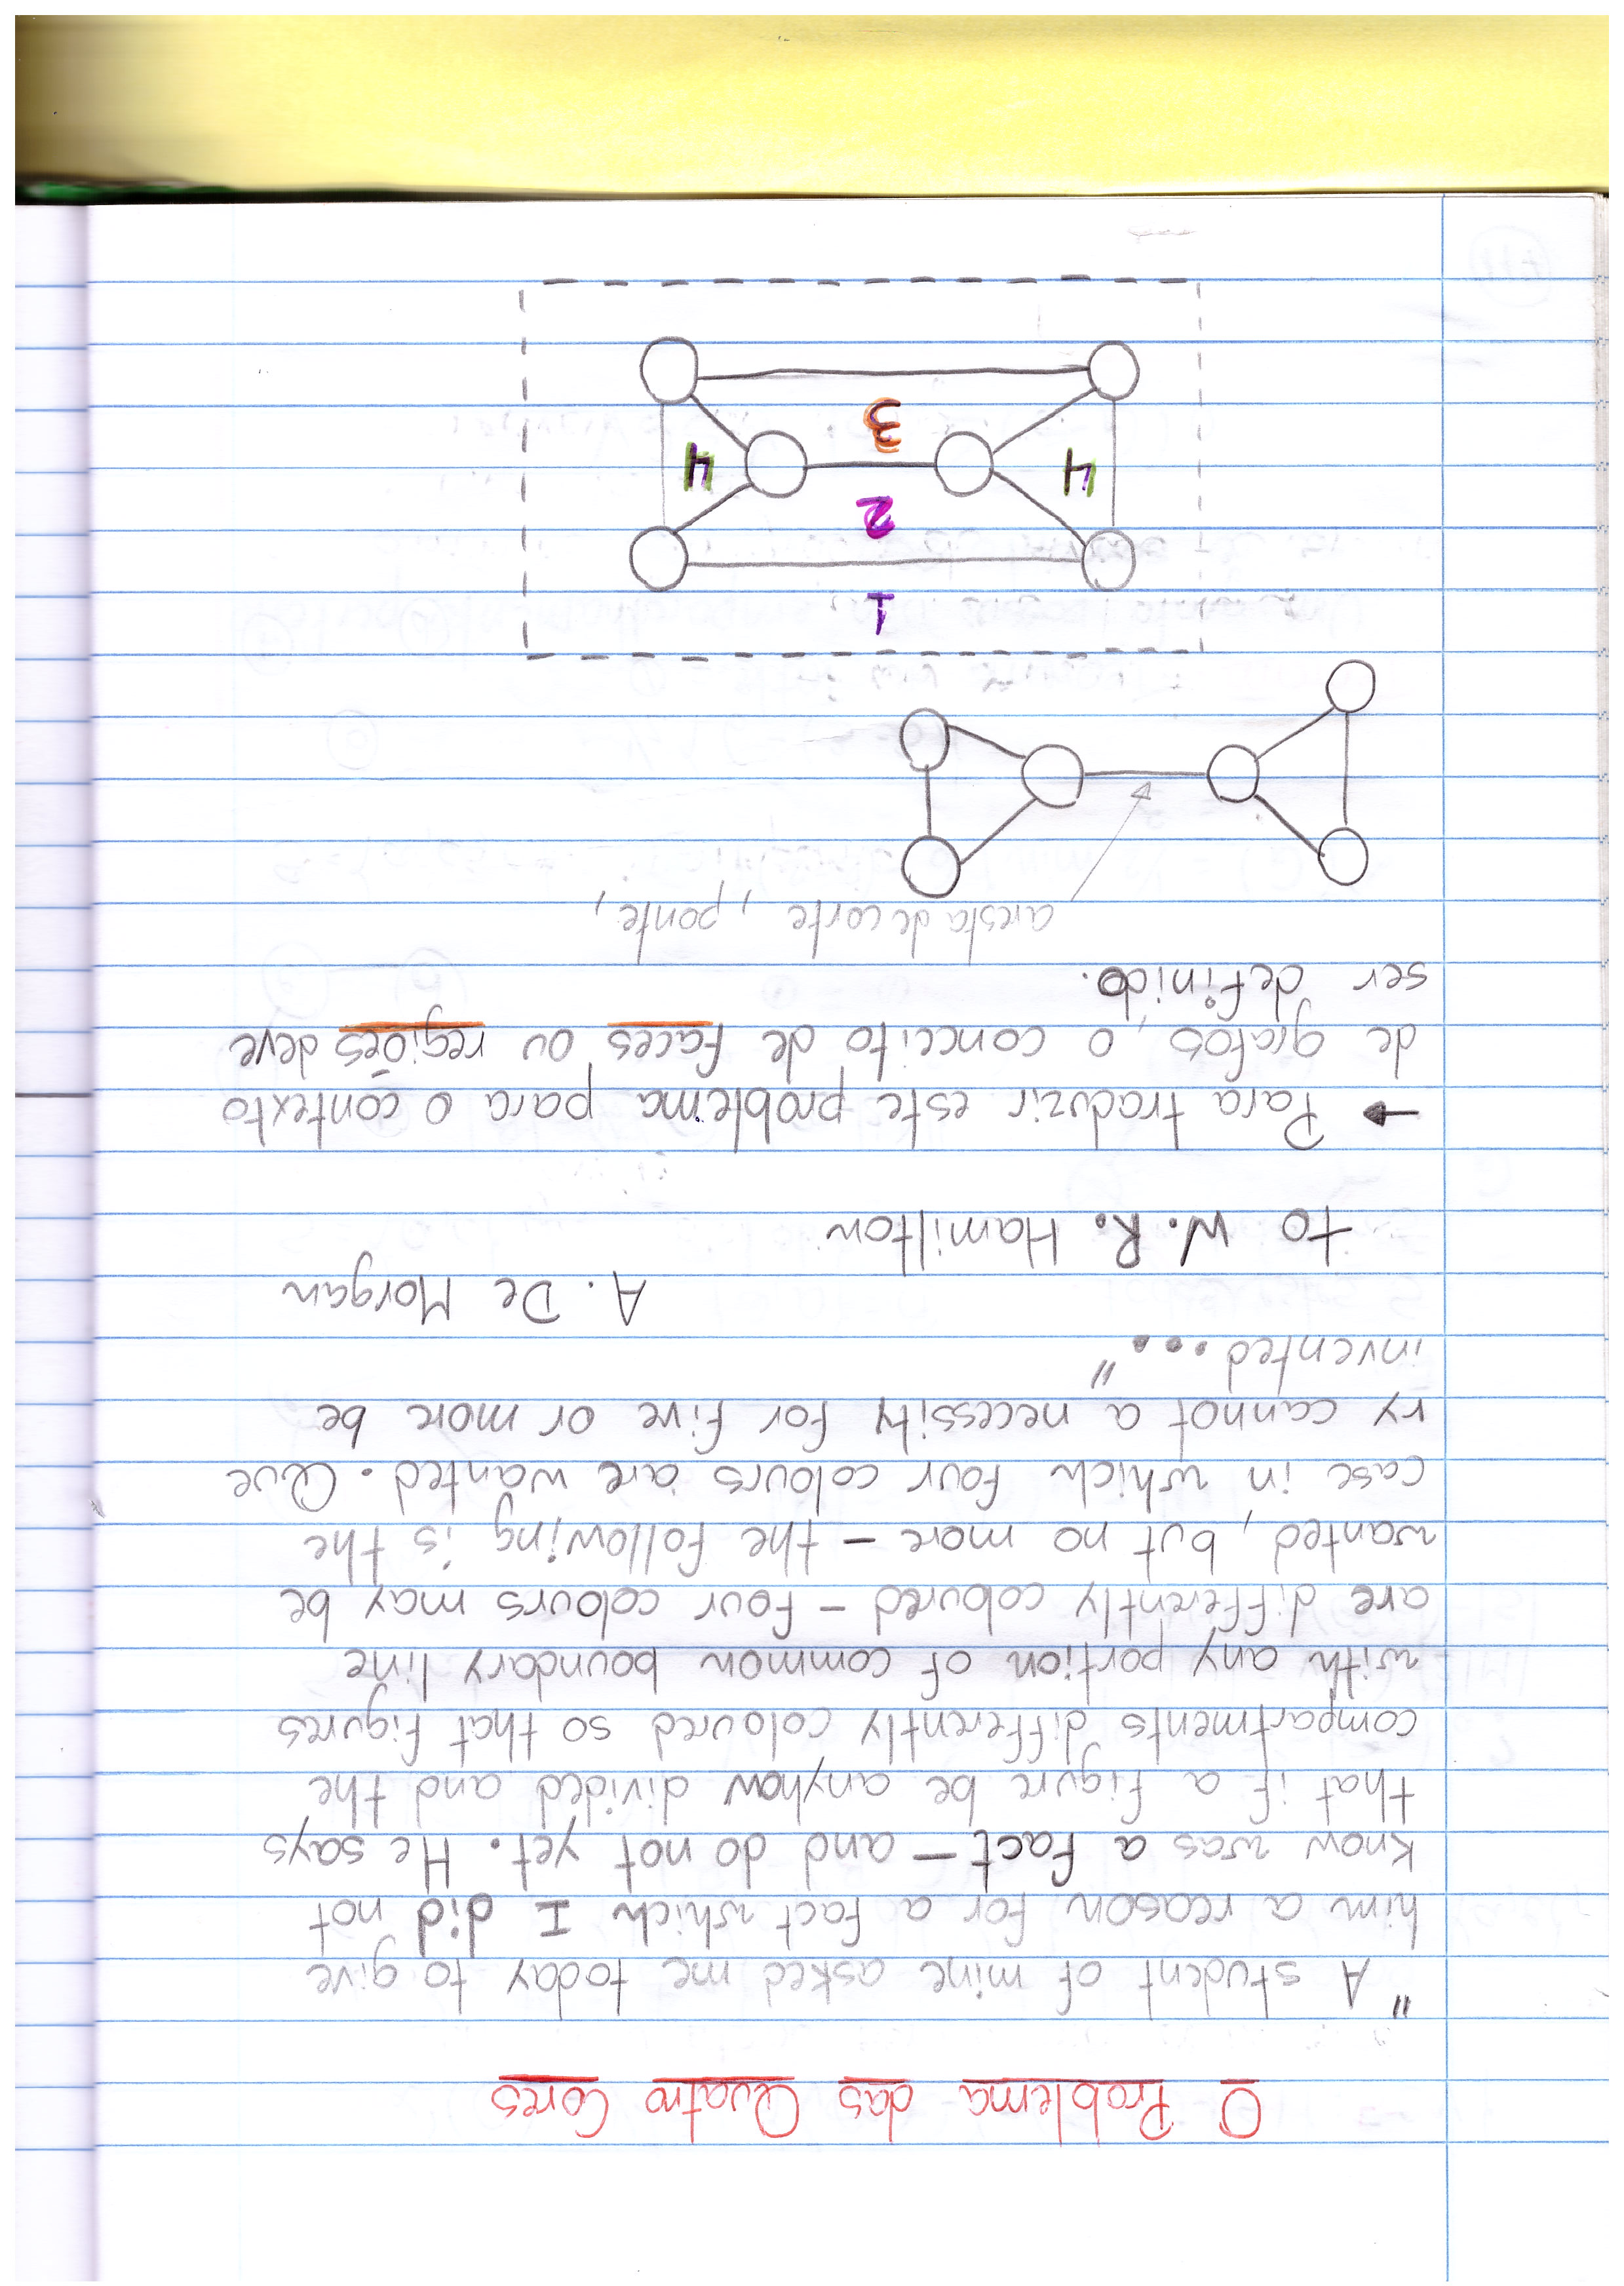 O Problema das Quatro Cores
"A student of mine asked me today to give
him a reason for a fact which I did not
know was a fact — and do not yet. He says
that if a figure be anyhow divided and the
compartments differently coloured so that figures
with any portion of common boundary line
are differently coloured – four colours may be
wanted, but no more – the following is the
case in which four colours are wanted. Que
ry cannot a necessity for five or more be
invented..."
A. De Morgan
to W. R. Hamilton
→ Para traduzir este problema para o contexto
de grafos, o conceito de faces ou regiões deve
ser definido.
aresta de corte, ponte,
1
2
4 4
3